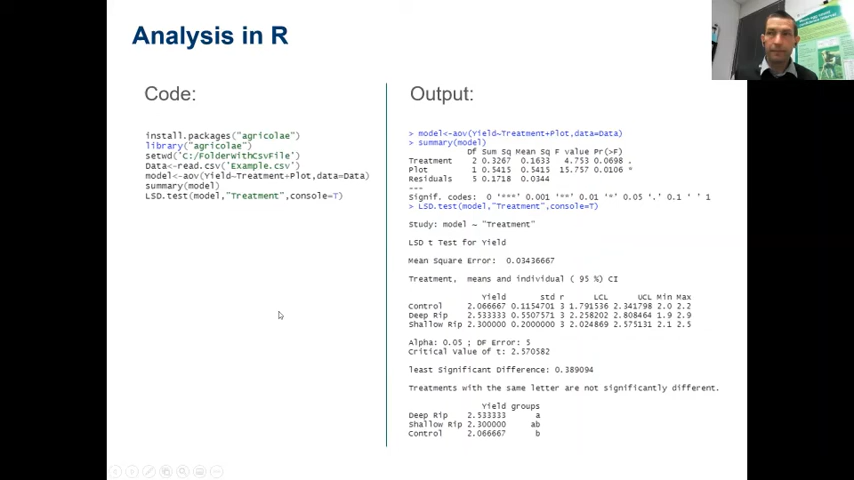 Analysis in R
Code:
install.packages("agricolae")
library("agricolae")
setwd('C:/FolderWithCsvFile')
Data<-read.csv('Example.csv')
model<-aov(Yield~Treatment+Plot,data=Data)
summary(model)
LSD.test(model,"Treatment",console=T)
Output:
> model<-aov(Yield~Treatment+Plot,data=Data)
> summary(model)
Df Sum Sq Mean Sq F value Pr(>F)
Treatment 2 0.3267 0.1633 4.753 0.0698 .
Plot 1 0.5415 0.5415 15.757 0.0106 *
Residuals 5 0.1718 0.0344
---
Signif. codes: 0 '***' 0.001 '**' 0.01 '*' 0.05 '.' 0.1 ' ' 1
> LSD.test(model,"Treatment",console=T)
Study: model ~ "Treatment"
LSD t Test for Yield
Mean Square Error: 0.03436667
Treatment, means and individual ( 95 %) CI
Yield std r LCL UCL Min Max
Control 2.066667 0.1154701 3 1.791536 2.341798 2.0 2.2
Deep Rip 2.533333 0.5507571 3 2.258202 2.808464 1.9 2.9
Shallow Rip 2.300000 0.2000000 3 2.024869 2.575131 2.1 2.5
Alpha: 0.05 ; DF Error: 5
Critical Value of t: 2.570582
least Significant Difference: 0.389094
Treatments with the same letter are not significantly different.
Yield groups
Deep Rip 2.533333 a
Shallow Rip 2.300000 ab
Control 2.066667 b